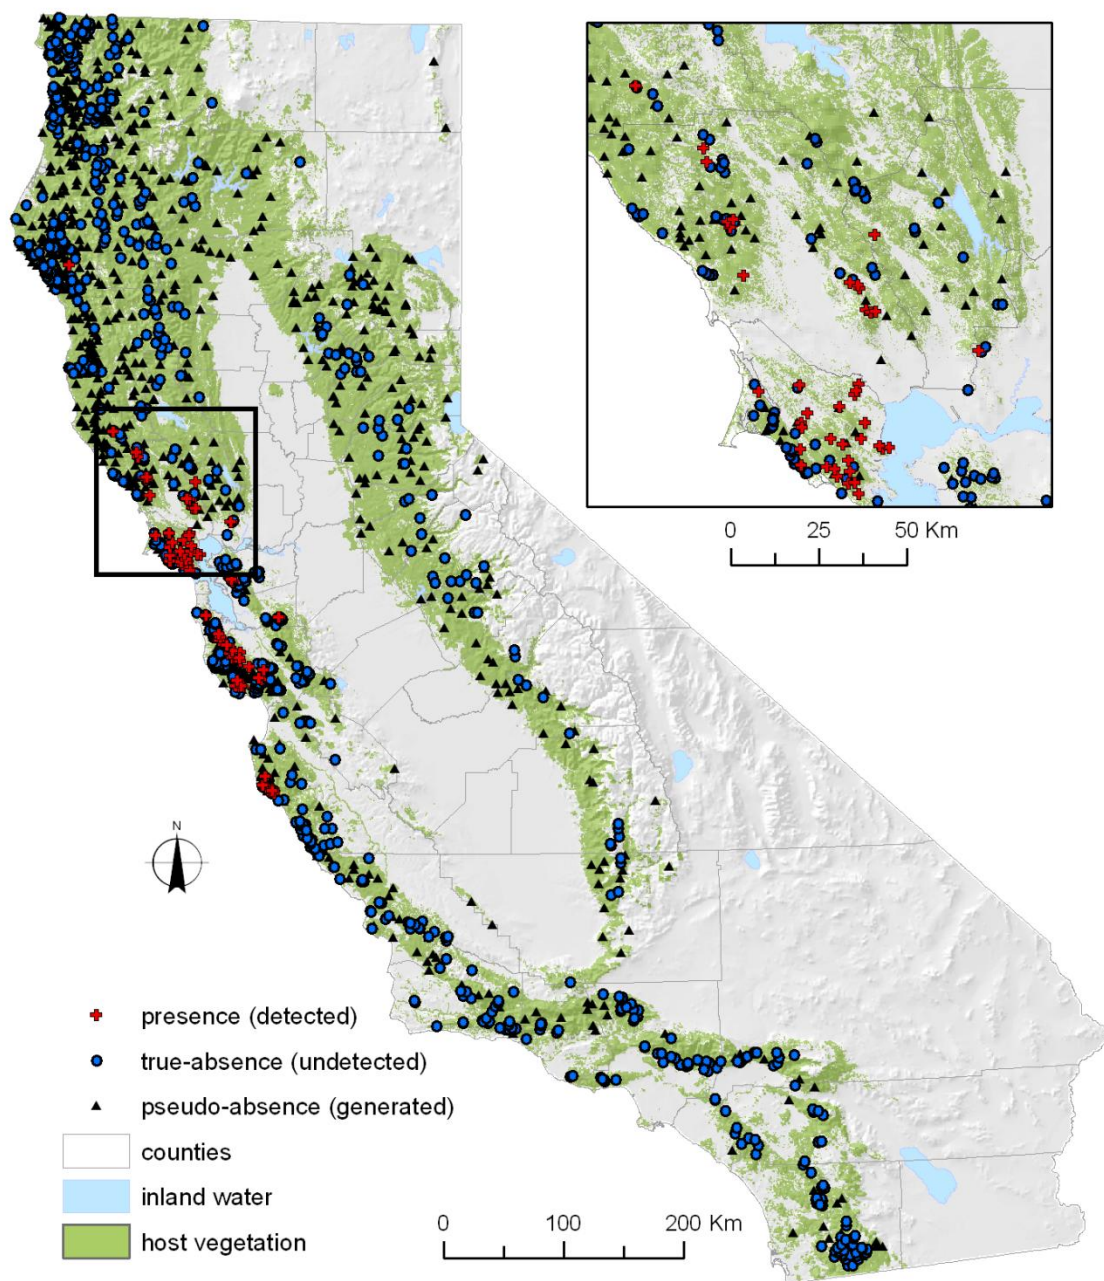 0 25 50 Km
N
presence (detected)
true-absence (undetected)
pseudo-absence (generated)
counties
inland water
host vegetation
0 100 200 Km